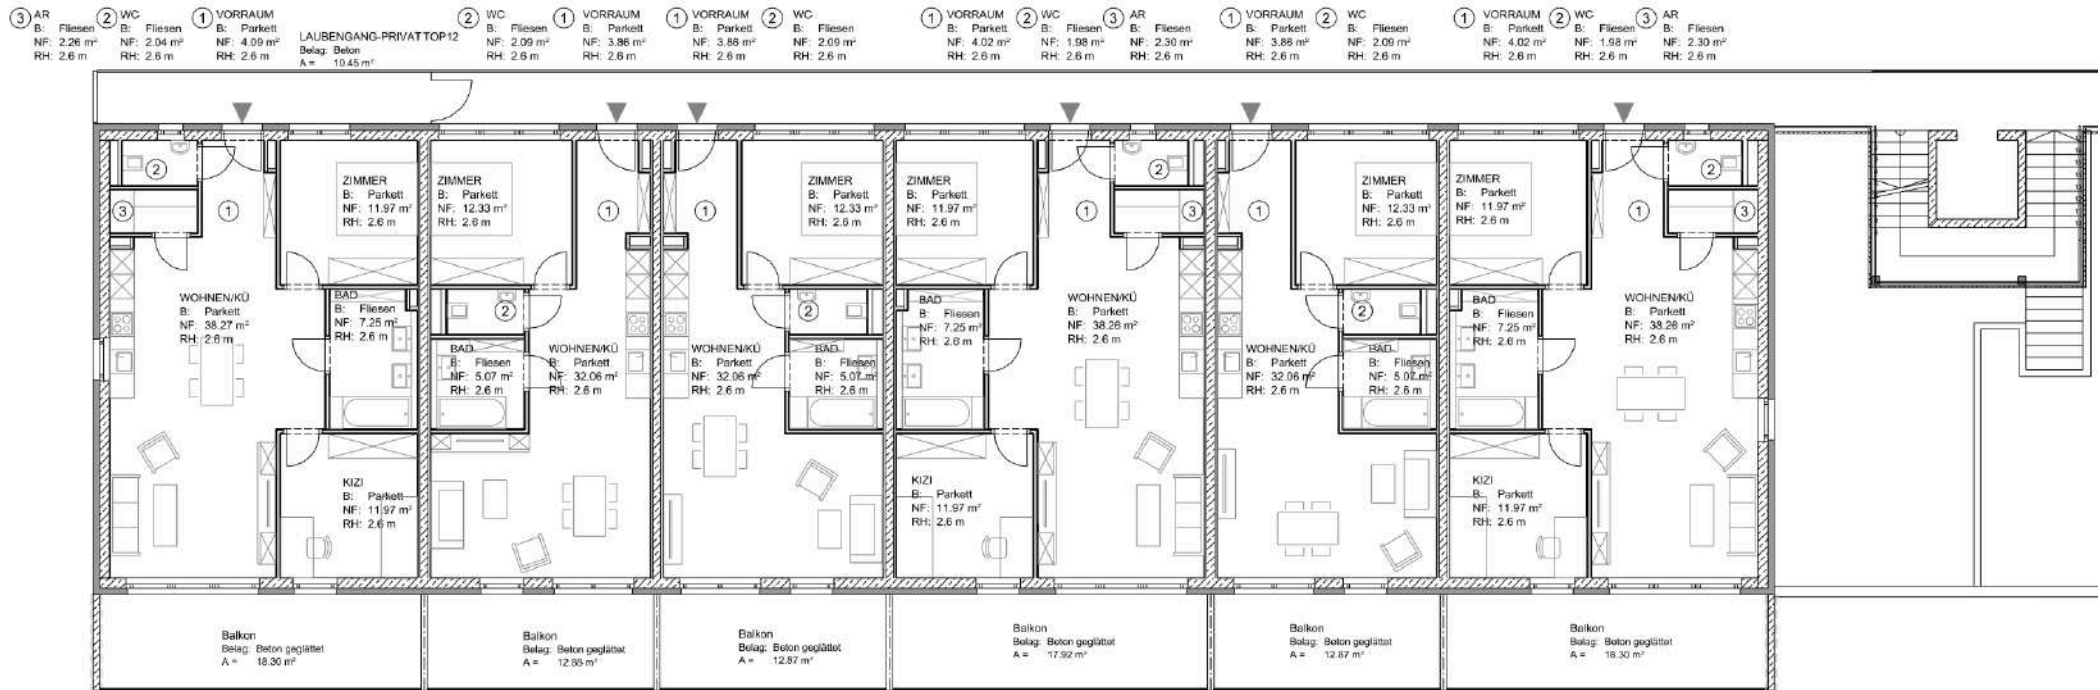 3 AR
B: Fliesen
NF: 2.26 m²
RH: 2.6 m
2 WC
B: Fliesen
NF: 2.04 m²
RH: 2.6 m
1 VORRAUM
B: Parkett
NF: 4.09 m²
RH: 2.6 m
LAUBENGANG-PRIVATTOP12
Belag: Beton
A = 10.45 m²
2 WC
B: Fliesen
NF: 2.09 m²
RH: 2.6 m
1 VORRAUM
B: Parkett
NF: 3.86 m²
RH: 2.6 m
1 VORRAUM
B: Parkett
NF: 3.86 m²
RH: 2.6 m
2 WC
B: Fliesen
NF: 2.09 m²
RH: 2.6 m
1 VORRAUM
B: Parkett
NF: 4.02 m²
RH: 2.6 m
2 WC
B: Fliesen
NF: 1.98 m²
RH: 2.6 m
3 AR
B: Fliesen
NF: 2.30 m²
RH: 2.6 m
1 VORRAUM
B: Parkett
NF: 3.86 m²
RH: 2.6 m
2 WC
B: Fliesen
NF: 2.09 m²
RH: 2.6 m
1 VORRAUM
B: Parkett
NF: 4.02 m²
RH: 2.6 m
2 WC
B: Fliesen
NF: 1.98 m²
RH: 2.6 m
3 AR
B: Fliesen
NF: 2.30 m²
RH: 2.6 m
2
3
1
ZIMMER
B: Parkett
NF: 11.97 m²
RH: 2.6 m
ZIMMER
B: Parkett
NF: 12.33 m²
RH: 2.6 m
1
1
ZIMMER
B: Parkett
NF: 12.33 m²
RH: 2.6 m
ZIMMER
B: Parkett
NF: 11.97 m²
RH: 2.6 m
1
2
3
1
ZIMMER
B: Parkett
NF: 12.33 m²
RH: 2.6 m
ZIMMER
B: Parkett
NF: 11.97 m²
RH: 2.6 m
1
2
3
WOHNEN/KÜ
B: Parkett
NF: 38.27 m²
RH: 2.6 m
BAD
B: Fliesen
NF: 7.25 m²
RH: 2.6 m
2
BAD
B: Fliesen
NF: 5.07 m²
RH: 2.6 m
WOHNEN/KÜ
B: Parkett
NF: 32.06 m²
RH: 2.6 m
WOHNEN/KÜ
B: Parkett
NF: 32.06 m²
RH: 2.6 m
2
BAD
B: Fliesen
NF: 5.07 m²
RH: 2.6 m
BAD
B: Fliesen
NF: 7.25 m²
RH: 2.6 m
WOHNEN/KÜ
B: Parkett
NF: 38.26 m²
RH: 2.6 m
WOHNEN/KÜ
B: Parkett
NF: 32.06 m²
RH: 2.6 m
2
BAD
B: Fliesen
NF: 5.07 m²
RH: 2.6 m
BAD
B: Fliesen
NF: 7.25 m²
RH: 2.6 m
WOHNEN/KÜ
B: Parkett
NF: 38.26 m²
RH: 2.6 m
KIZI
B: Parkett
NF: 11.97 m²
RH: 2.6 m
KIZI
B: Parkett
NF: 11.97 m²
RH: 2.6 m
KIZI
B: Parkett
NF: 11.97 m²
RH: 2.6 m
Balkon
Belag: Beton geglättet
A = 18.30 m²
Balkon
Belag: Beton geglättet
A = 12.88 m²
Balkon
Belag: Beton geglättet
A = 12.87 m²
Balkon
Belag: Beton geglättet
A = 17.92 m²
Balkon
Belag: Beton geglättet
A = 12.87 m²
Balkon
Belag: Beton geglättet
A = 18.30 m²